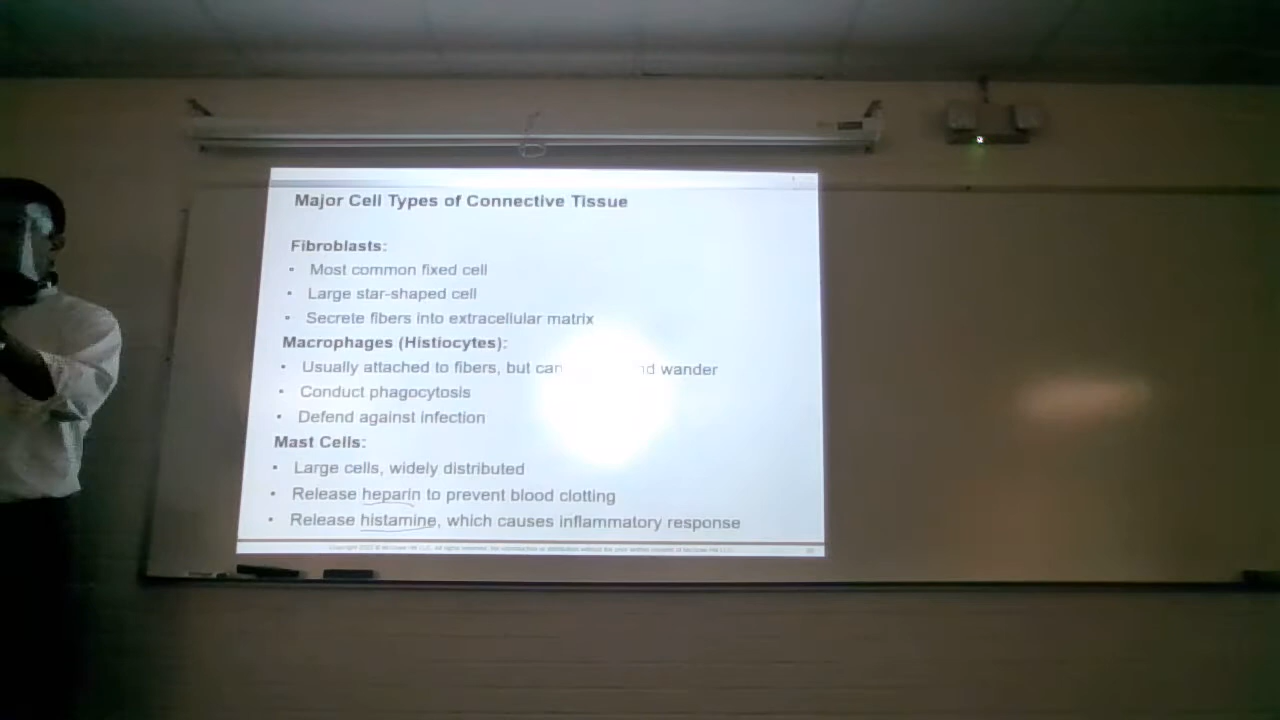 Major Cell Types of Connective Tissue
Fibroblasts:
• Most common fixed cell
• Large star-shaped cell
• Secrete fibers into extracellular matrix
Macrophages (Histiocytes):
• Usually attached to fibers, but can wander
• Conduct phagocytosis
• Defend against infection
Mast Cells:
• Large cells, widely distributed
• Release heparin to prevent blood clotting
• Release histamine, which causes inflammatory response